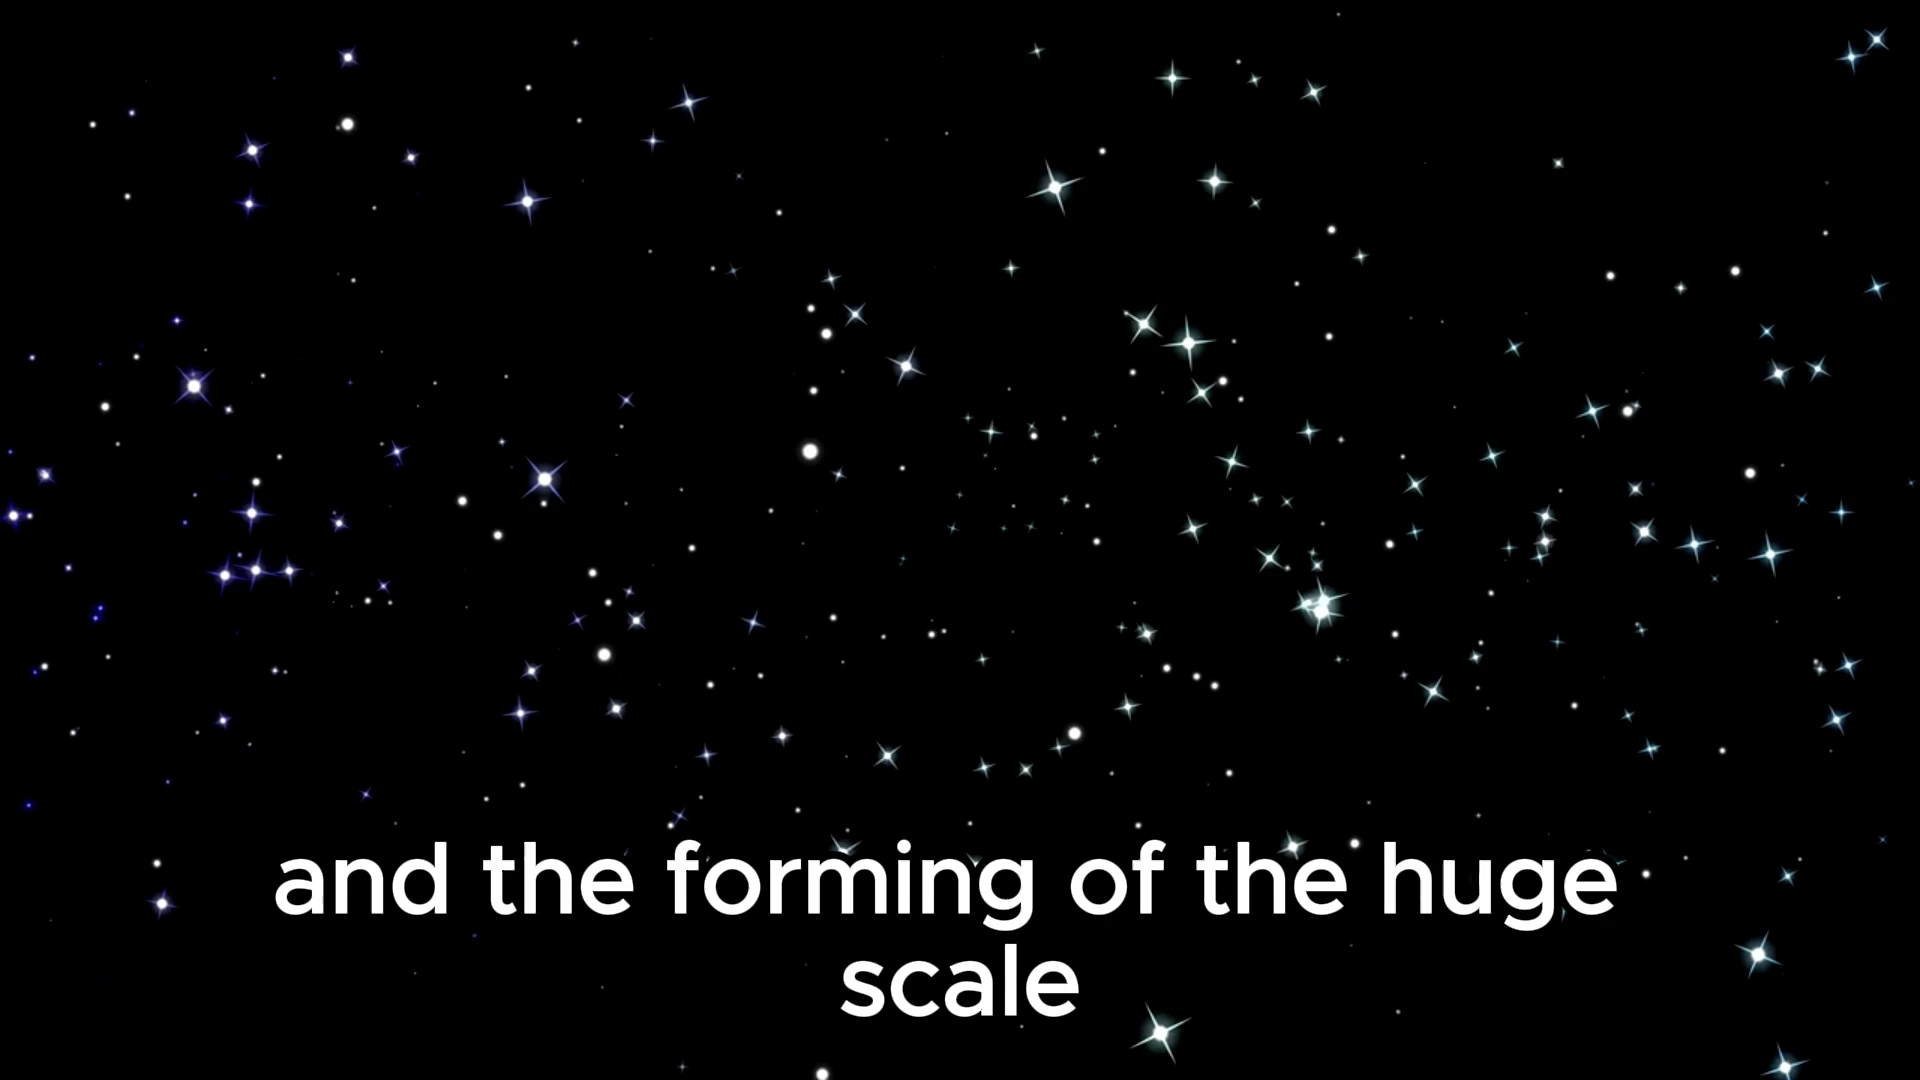 and the forming of the huge
scale